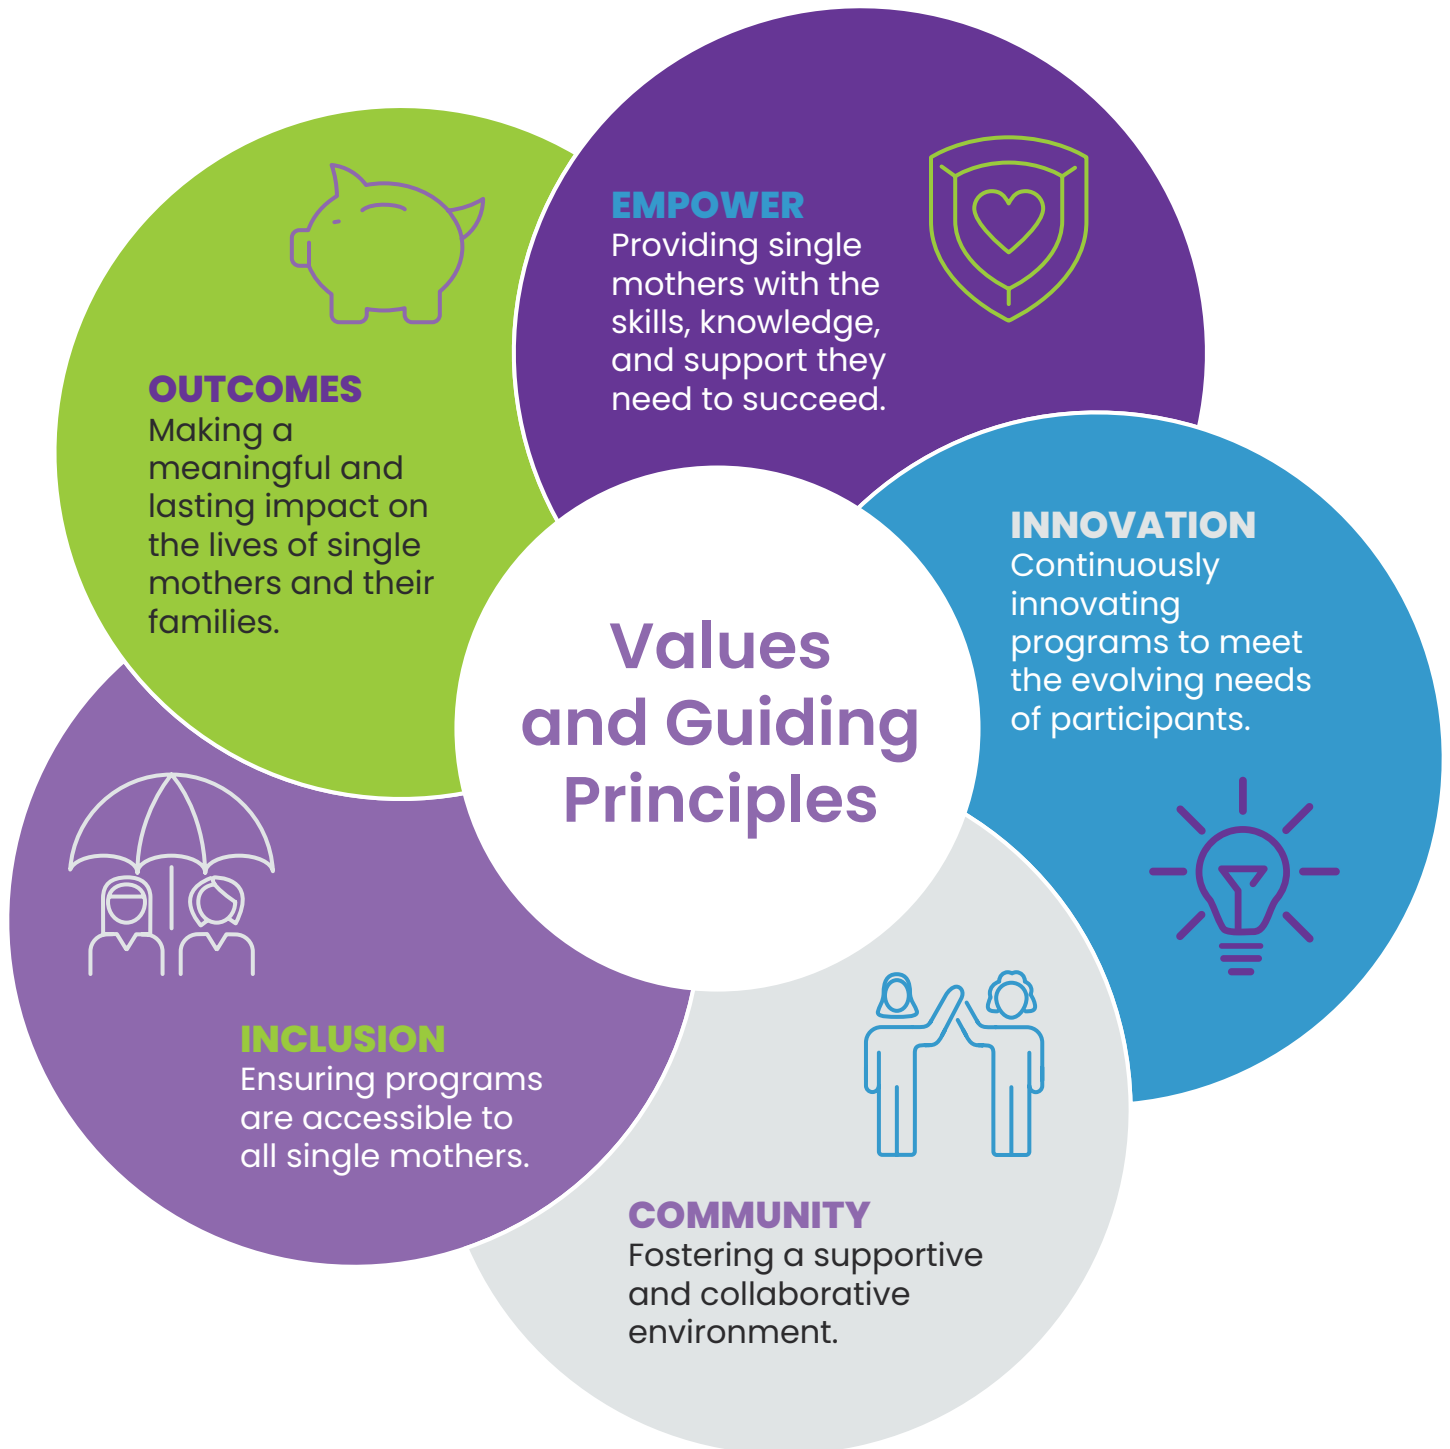 EMPOWER
Providing single
mothers with the
skills, knowledge,
and support they
need to succeed.
OUTCOMES
Making a
meaningful and
lasting impact on
the lives of single
mothers and their
families.
INNOVATION
Continuously
innovating
programs to meet
the evolving needs
of participants.
Values
and Guiding
Principles
INCLUSION
Ensuring programs
are accessible to
all single mothers.
COMMUNITY
Fostering a supportive
and collaborative
environment.